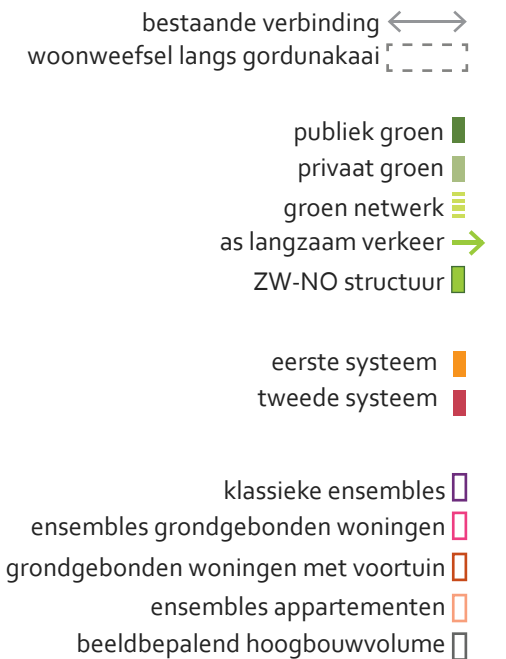 bestaande verbinding
woonweefsel langs gordunakaai
publiek groen
privaat groen
groen netwerk
as langzaam verkeer
ZW-NO structuur
eerste systeem
tweede systeem
klassieke ensembles
ensembles grondgebonden woningen
grondgebonden woningen met voortuin
ensembles appartementen
beeldbepalend hoogbouwvolume